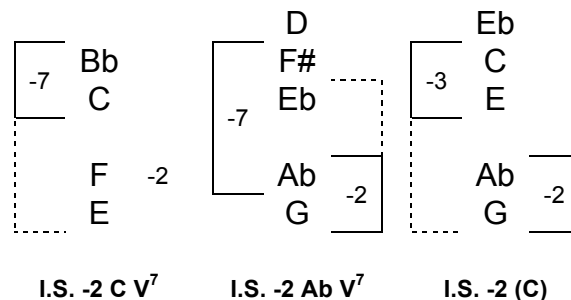 D Eb
Bb F# C
-7 C Eb -3 E
-7
F -2 Ab Ab
E G -2 G -2
I.S. -2 C V⁷ I.S. -2 Ab V⁷ I.S. -2 (C)